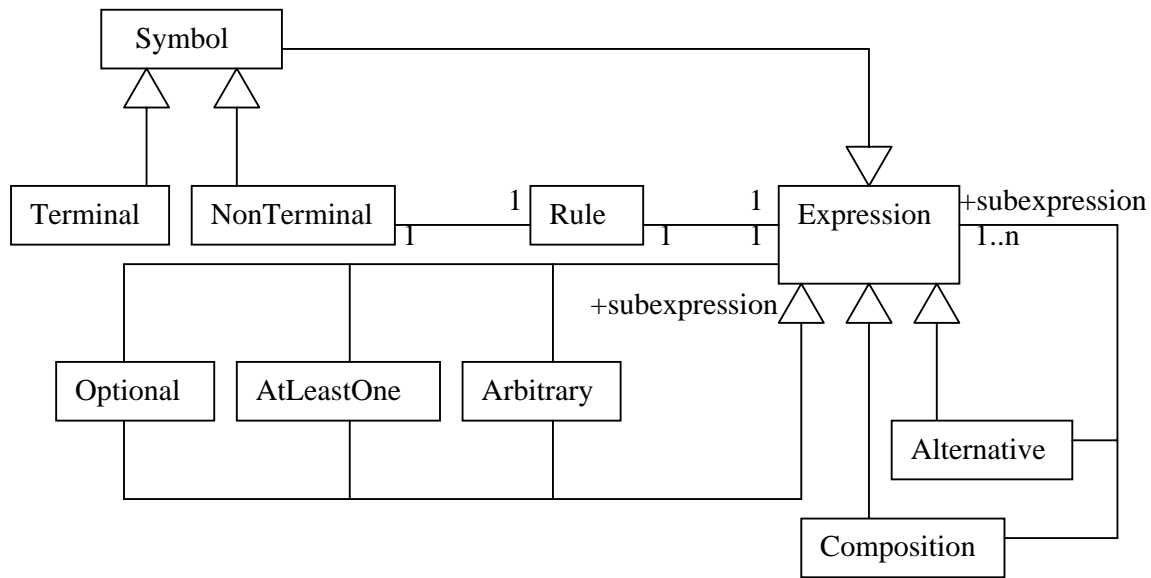 Symbol
Terminal
NonTerminal
1
1
Rule
1
1
1
Expression
+subexpression
1..n
+subexpression
Optional
AtLeastOne
Arbitrary
Alternative
Composition